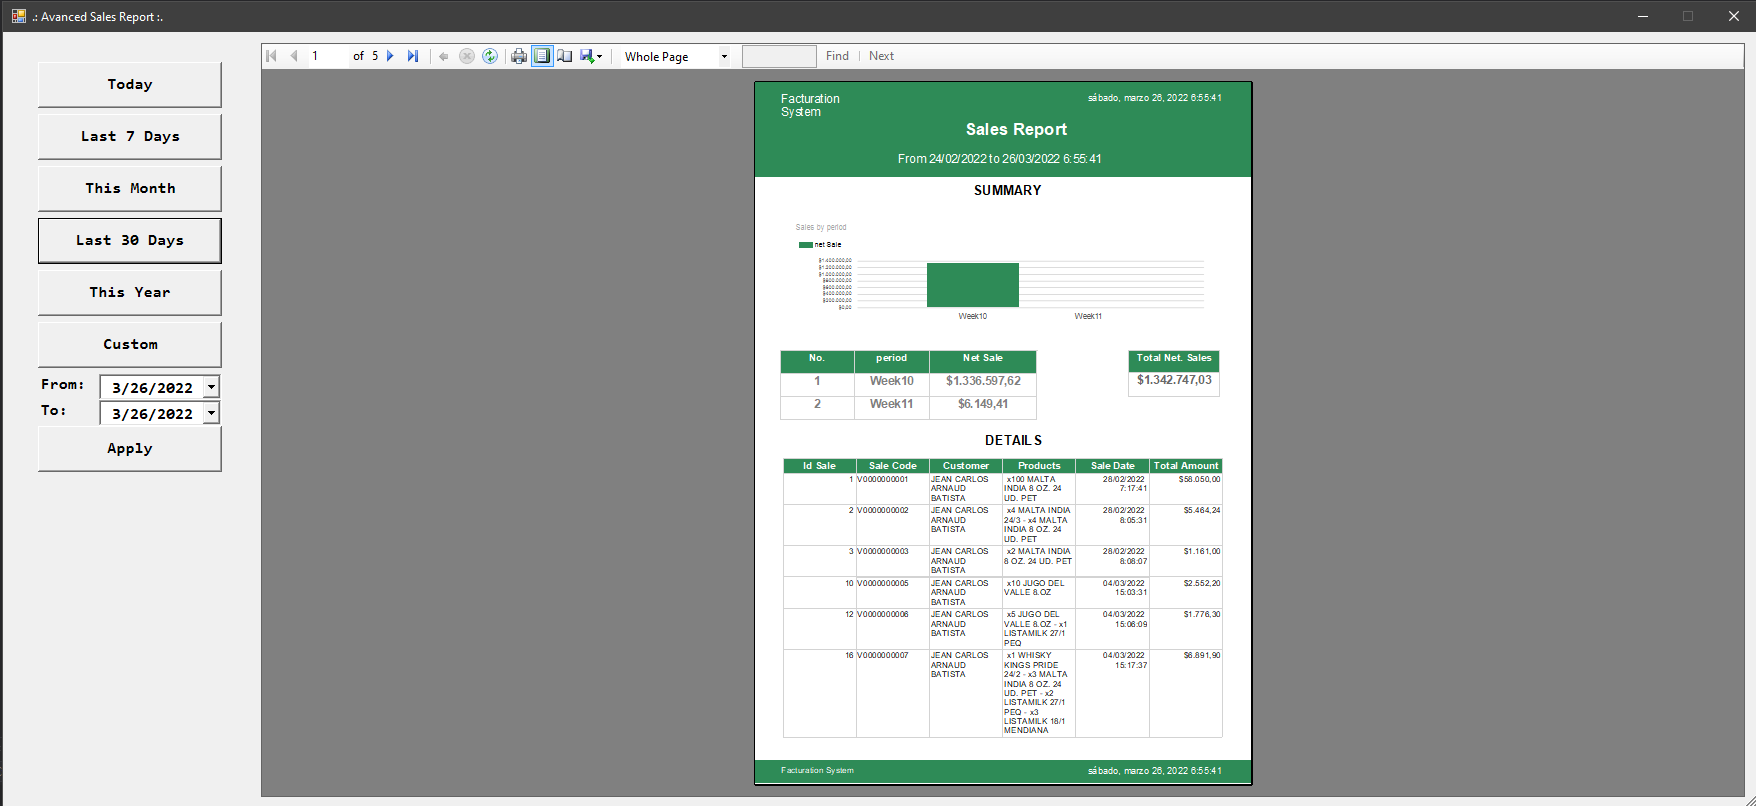 .: Avanced Sales Report :.
Today
Last 7 Days
This Month
Last 30 Days
This Year
Custom
From: 3/26/2022
To: 3/26/2022
Apply
1 of 5 Whole Page Find | Next
Facturation
System
sábado, marzo 26, 2022 6:55:41
Sales Report
From 24/02/2022 to 26/03/2022 6:55:41
SUMMARY
Sales by period
net Sale
$1.400.000,00
$1.200.000,00
$1.000.000,00
$800.000,00
$600.000,00
$400.000,00
$200.000,00
$0,00
Week10 Week11
No. period Net Sale
1 Week10 $1.336.597,62
2 Week11 $6.149,41
Total Net. Sales
$1.342.747,03
DETAILS
Id Sale Sale Code Customer Products Sale Date Total Amount
1 V0000000001 JEAN CARLOS x100 MALTA 28/02/2022 $58.050,00
ARNAUD INDIA 8 OZ. 24 7:17:41
BATISTA UD. PET
2 V0000000002 JEAN CARLOS x4 MALTA INDIA 28/02/2022 $5.464,24
ARNAUD 24/3 - x4 MALTA 8:05:31
BATISTA INDIA 8 OZ. 24
UD. PET
3 V0000000003 JEAN CARLOS x2 MALTA INDIA 28/02/2022 $1.161,00
ARNAUD 8 OZ. 24 UD. PET 8:08:07
BATISTA
10 V0000000005 JEAN CARLOS x10 JUGO DEL 04/03/2022 $2.552,20
ARNAUD VALLE 8.OZ 15:03:31
BATISTA
12 V0000000006 JEAN CARLOS x5 JUGO DEL 04/03/2022 $1.776,30
ARNAUD VALLE 8.OZ - x1 15:06:09
BATISTA LISTAMILK 27/1
PEQ
16 V0000000007 JEAN CARLOS x1 WHISKY 04/03/2022 $6.891,90
ARNAUD KINGS PRIDE 15:17:37
BATISTA 24/2 - x3 MALTA
INDIA 8 OZ. 24
UD. PET - x2
LISTAMILK 27/1
PEQ - x3
LISTAMILK 18/1
MENDIANA
Facturation System sábado, marzo 26, 2022 6:55:41